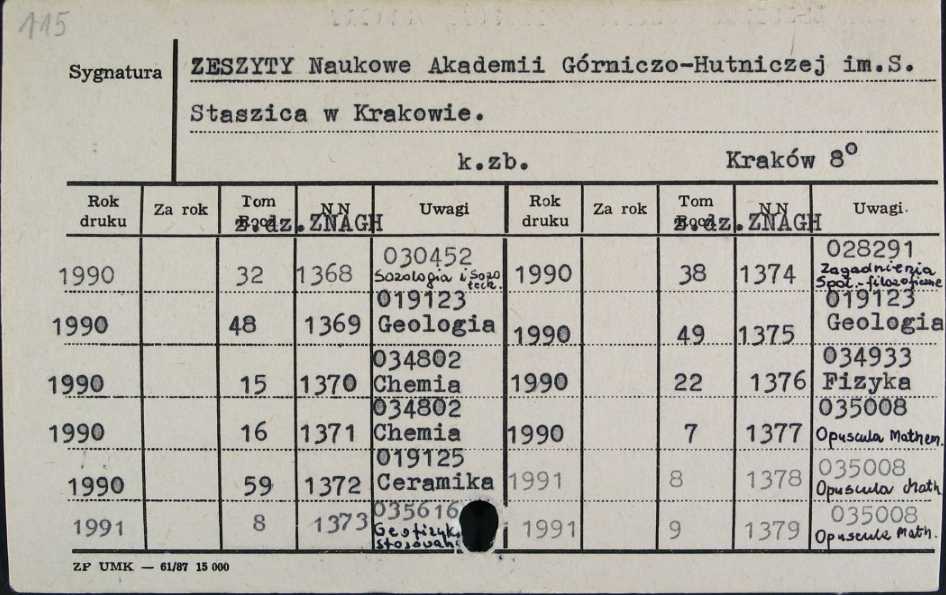 115
Sygnatura
ZESZYTY Naukowe Akademii Górniczo-Hutniczej im.S.
Staszica w Krakowie.
k.zb. Kraków 8°
Rok druku Za rok Tom NN Uwagi Rok druku Za rok Tom NN Uwagi.
z.dz.ZNAGH z.dz.ZNAGH
1990 32 1368 030452 Sozologia i Sozotech. 1990 38 1374 028291 Zagadnienia Społ.-filozoficzne
1990 48 1369 019123 Geologia 1990 49 1375 019123 Geologia
1990 15 1370 034802 Chemia 1990 22 1376 034933 Fizyka
1990 16 1371 034802 Chemia 1990 7 1377 035008 Opuscula Mathem.
1990 59 1372 019125 Ceramika 1991 8 1378 035008 Opuscula Math
1991 8 1373 035616 1991 9 1379 035008 Opuscula Math.
ZP UMK — 61/87 15 000